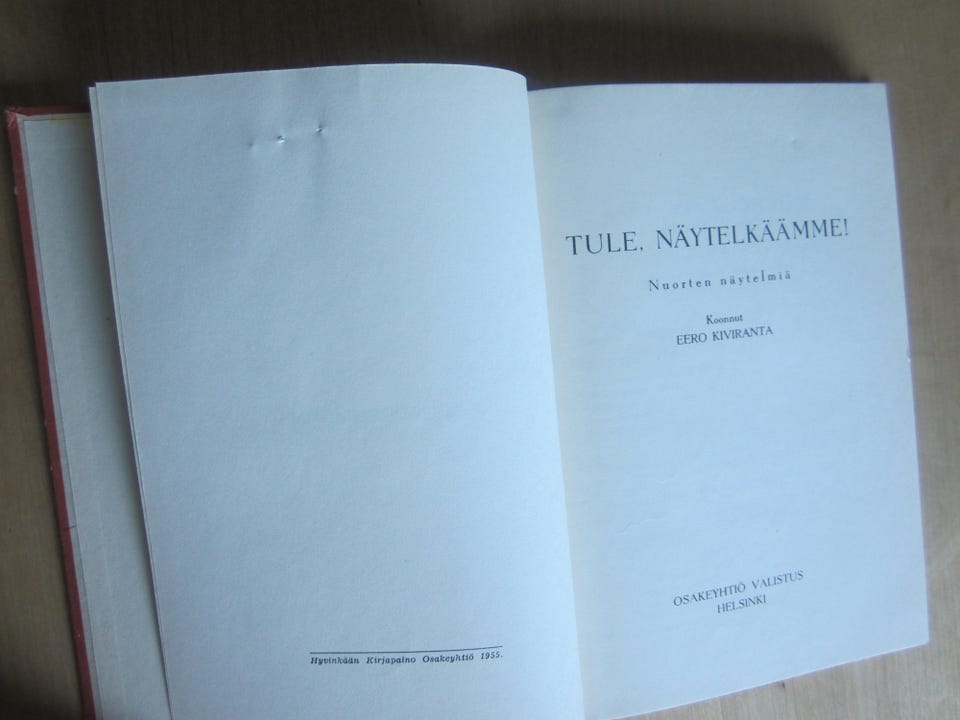 Hyvinkään Kirjapaino Osakeyhtiö 1955.
TULE, NÄYTELKÄÄMME!
Nuorten näytelmiä
Koonnut
EERO KIVIRANTA
OSAKEYHTIÖ VALISTUS
HELSINKI